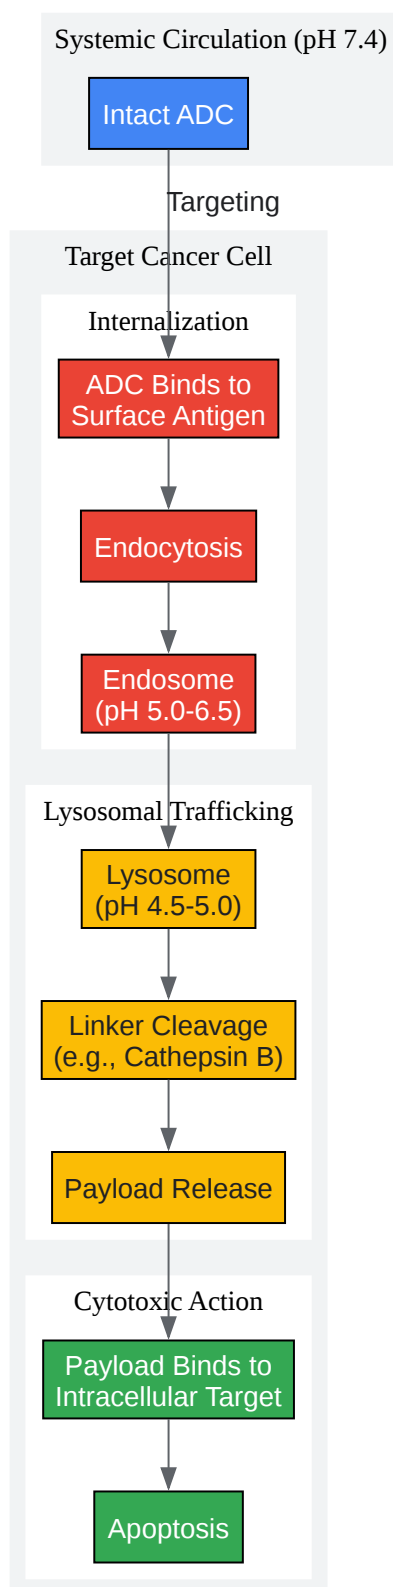 Systemic Circulation (pH 7.4)
Intact ADC
Targeting
Target Cancer Cell
Internalization
ADC Binds to
Surface Antigen
Endocytosis
Endosome
(pH 5.0-6.5)
Lysosomal Trafficking
Lysosome
(pH 4.5-5.0)
Linker Cleavage
(e.g., Cathepsin B)
Payload Release
Cytotoxic Action
Payload Binds to
Intracellular Target
Apoptosis